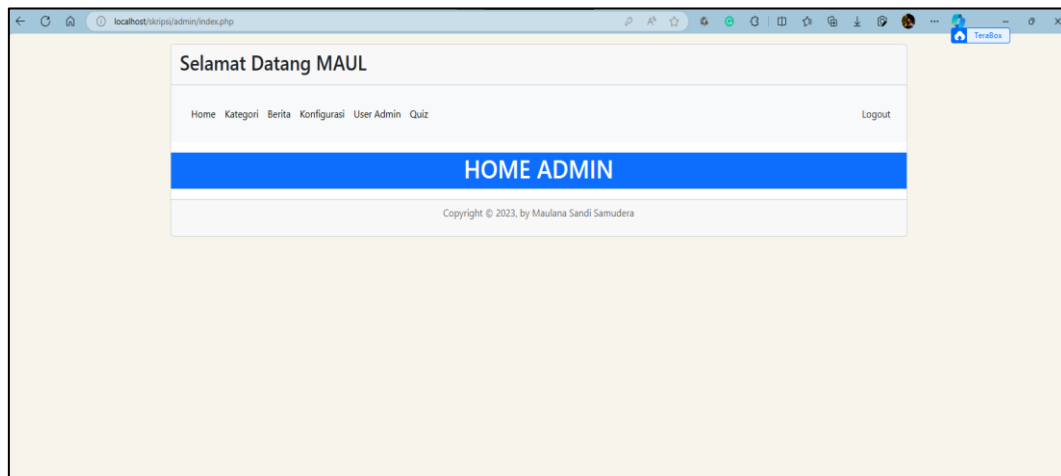 localhost/skripsi/admin/index.php
TeraBox
Selamat Datang MAUL
Home Kategori Berita Konfigurasi User Admin Quiz Logout
HOME ADMIN
Copyright © 2023, by Maulana Sandi Samudera